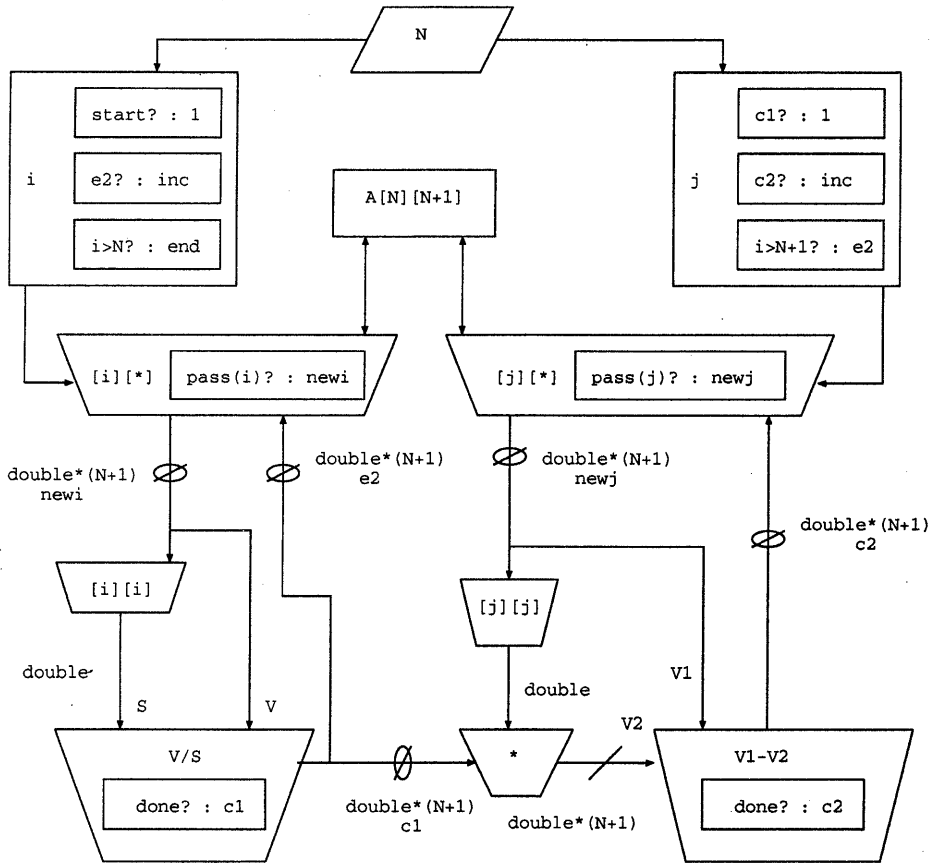 N
i
start? : 1
e2? : inc
i>N? : end
A[N][N+1]
j
c1? : 1
c2? : inc
i>N+1? : e2
[i][*]
pass(i)? : newi
[j][*]
pass(j)? : newj
double*(N+1)
newi
double*(N+1)
e2
double*(N+1)
newj
double*(N+1)
c2
[i][i]
[j][j]
double
S
V
double
V1
V2
V/S
done? : c1
double*(N+1)
c1
*
double*(N+1)
V1-V2
done? : c2